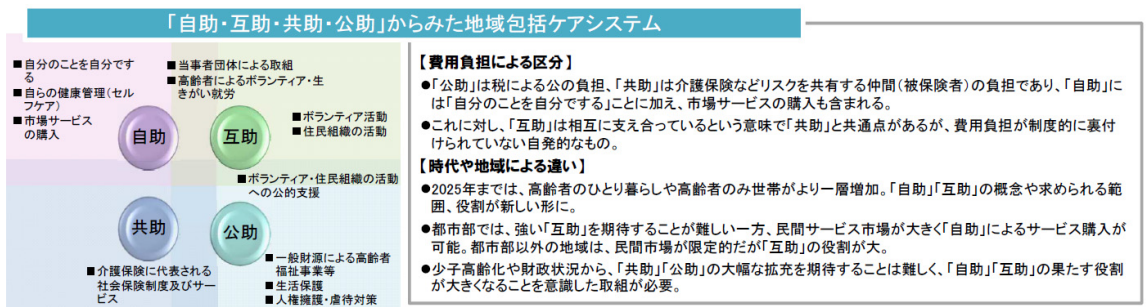 「自助・互助・共助・公助」からみた地域包括ケアシステム
■自分のことを自分です
る
■自らの健康管理(セル
フケア)
■市場サービス
の購入
■当事者団体による取組
■高齢者によるボランティア・生
きがい就労
■ボランティア活動
■住民組織の活動
自助
互助
■ボランティア・住民組織の活動
への公的支援
共助
公助
■介護保険に代表される
社会保険制度及びサー
ビス
■一般財源による高齢者
福祉事業等
■生活保護
■人権擁護・虐待対策
【費用負担による区分】
●「公助」は税による公の負担、「共助」は介護保険などリスクを共有する仲間(被保険者)の負担であり、「自助」に
は「自分のことを自分でする」ことに加え、市場サービスの購入も含まれる。
●これに対し、「互助」は相互に支え合っているという意味で「共助」と共通点があるが、費用負担が制度的に裏付
けられていない自発的なもの。
【時代や地域による違い】
●2025年までは、高齢者のひとり暮らしや高齢者のみ世帯がより一層増加。「自助」「互助」の概念や求められる範
囲、役割が新しい形に。
●都市部では、強い「互助」を期待することが難しい一方、民間サービス市場が大きく「自助」によるサービス購入が
可能。都市部以外の地域は、民間市場が限定的だが「互助」の役割が大。
●少子高齢化や財政状況から、「共助」「公助」の大幅な拡充を期待することは難しく、「自助」「互助」の果たす役割
が大きくなることを意識した取組が必要。